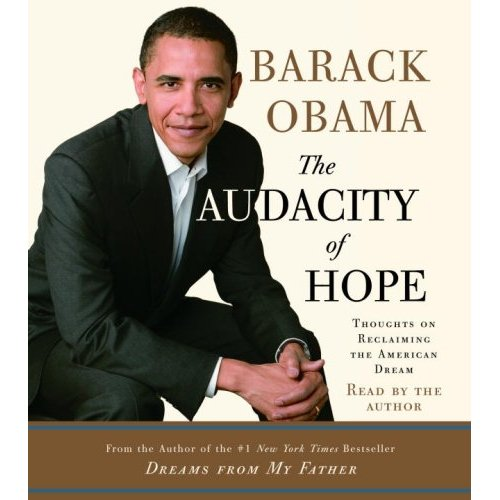 BARACK
OBAMA
The
AUDACITY
of
HOPE
THOUGHTS ON
RECLAIMING
THE AMERICAN
DREAM
READ BY THE
AUTHOR
From the Author of the #1 New York Times Bestseller
DREAMS FROM MY FATHER